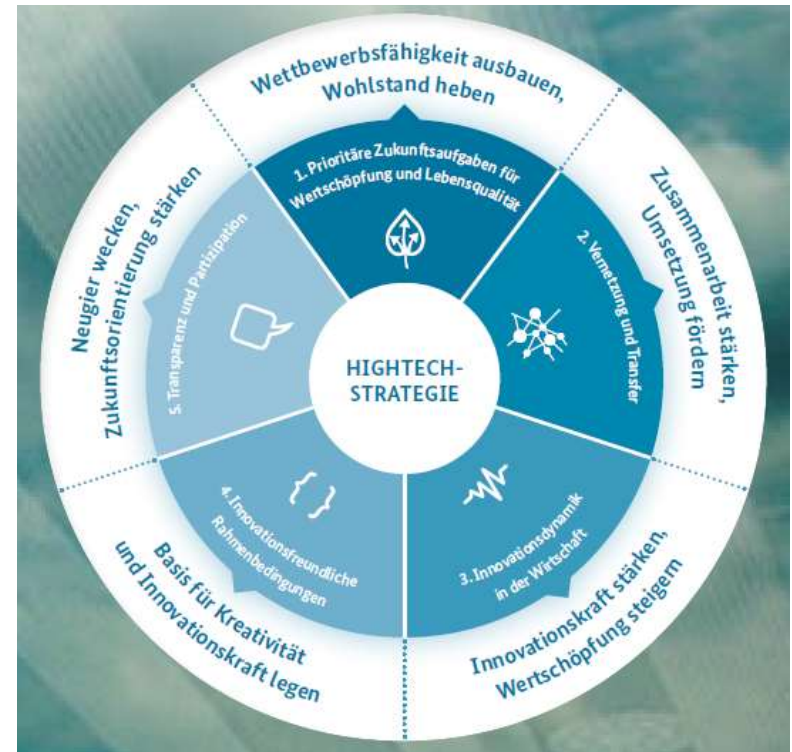 Wettbewerbsfähigkeit ausbauen,
Wohlstand heben
1. Prioritäre Zukunftsaufgaben für
Wertschöpfung und Lebensqualität
Zusammenarbeit stärken,
Umsetzung fördern
2. Vernetzung und Transfer
Innovationskraft stärken,
Wertschöpfung steigern
3. Innovationsdynamik
in der Wirtschaft
Basis für Kreativität
und Innovationskraft legen
4. Innovationsfreundliche
Rahmenbedingungen
Neugier wecken,
Zukunftsorientierung stärken
5. Transparenz und Partizipation
HIGHTECH-
STRATEGIE